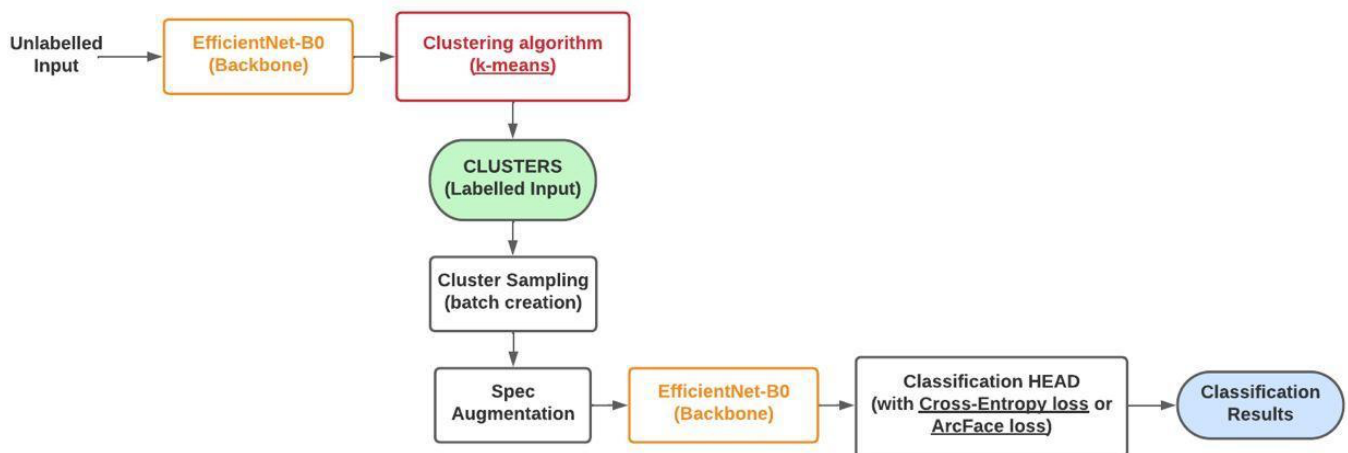 Unlabelled
Input
EfficientNet-B0
(Backbone)
Clustering algorithm
(k-means)
CLUSTERS
(Labelled Input)
Cluster Sampling
(batch creation)
Spec
Augmentation
EfficientNet-B0
(Backbone)
Classification HEAD
(with Cross-Entropy loss or
ArcFace loss)
Classification
Results